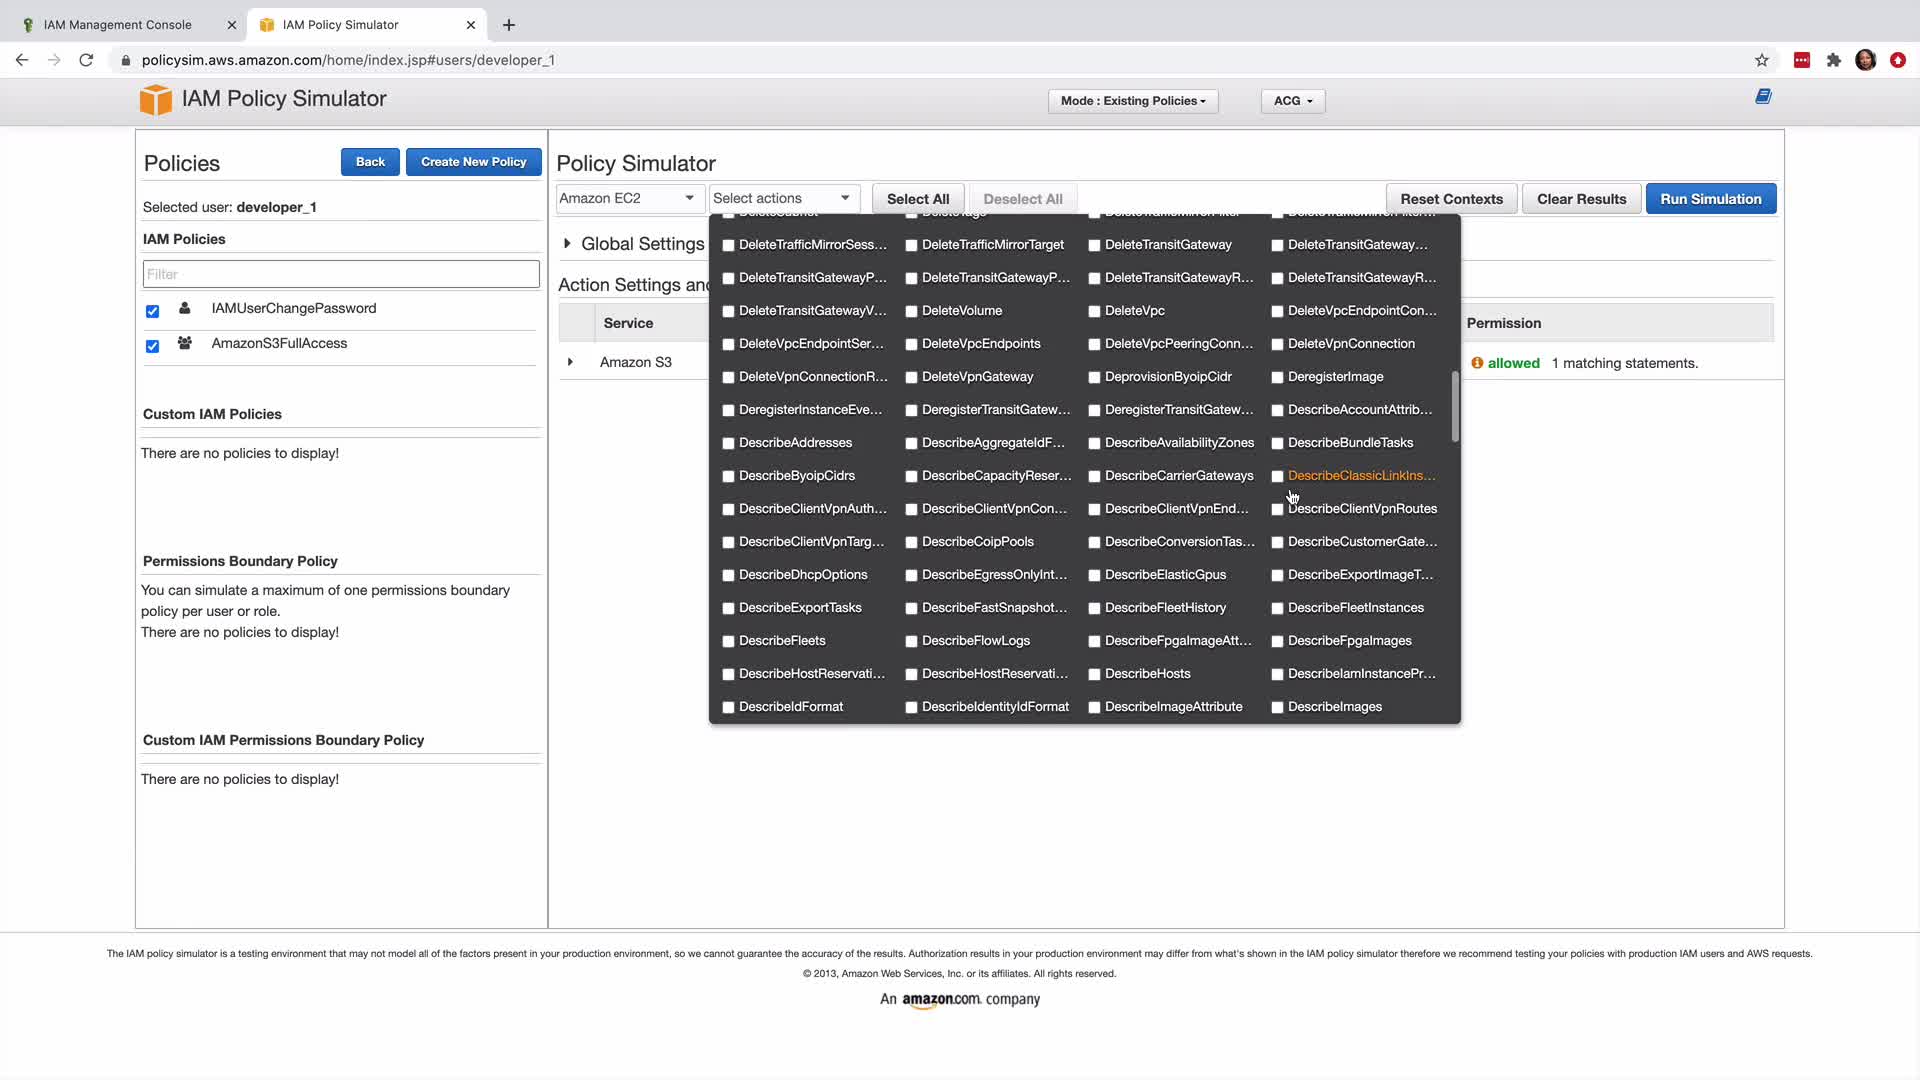 IAM Management Console
IAM Policy Simulator
policysim.aws.amazon.com/home/index.jsp#users/developer_1
IAM Policy Simulator
Mode : Existing Policies
ACG
Policies
Back
Create New Policy
Selected user: developer_1
IAM Policies
Filter
IAMUserChangePassword
AmazonS3FullAccess
Custom IAM Policies
There are no policies to display!
Permissions Boundary Policy
You can simulate a maximum of one permissions boundary
policy per user or role.
There are no policies to display!
Custom IAM Permissions Boundary Policy
There are no policies to display!
Policy Simulator
Amazon EC2
Select actions
Select All
Deselect All
Reset Contexts
Clear Results
Run Simulation
Global Settings
Action Settings and
Service
Permission
Amazon S3
allowed 1 matching statements.
DeleteTrafficMirrorSess... DeleteTrafficMirrorTarget DeleteTransitGateway DeleteTransitGateway...
DeleteTransitGatewayP... DeleteTransitGatewayP... DeleteTransitGatewayR... DeleteTransitGatewayR...
DeleteTransitGatewayV... DeleteVolume DeleteVpc DeleteVpcEndpointCon...
DeleteVpcEndpointSer... DeleteVpcEndpoints DeleteVpcPeeringConn... DeleteVpnConnection
DeleteVpnConnectionR... DeleteVpnGateway DeprovisionByoipCidr DeregisterImage
DeregisterInstanceEve... DeregisterTransitGatew... DeregisterTransitGatew... DescribeAccountAttrib...
DescribeAddresses DescribeAggregateIdF... DescribeAvailabilityZones DescribeBundleTasks
DescribeByoipCidrs DescribeCapacityReser... DescribeCarrierGateways DescribeClassicLinkIns...
DescribeClientVpnAuth... DescribeClientVpnCon... DescribeClientVpnEnd... DescribeClientVpnRoutes
DescribeClientVpnTarg... DescribeCoipPools DescribeConversionTas... DescribeCustomerGate...
DescribeDhcpOptions DescribeEgressOnlyInt... DescribeElasticGpus DescribeExportImageT...
DescribeExportTasks DescribeFastSnapshot... DescribeFleetHistory DescribeFleetInstances
DescribeFleets DescribeFlowLogs DescribeFpgaImageAtt... DescribeFpgaImages
DescribeHostReservati... DescribeHostReservati... DescribeHosts DescribeIamInstancePr...
DescribeIdFormat DescribeIdentityIdFormat DescribeImageAttribute DescribeImages
The IAM policy simulator is a testing environment that may not model all of the factors present in your production environment, so we cannot guarantee the accuracy of the results. Authorization results in your production environment may differ from what's shown in the IAM policy simulator therefore we recommend testing your policies with production IAM users and AWS requests.
© 2013, Amazon Web Services, Inc. or its affiliates. All rights reserved.
An amazon.com company